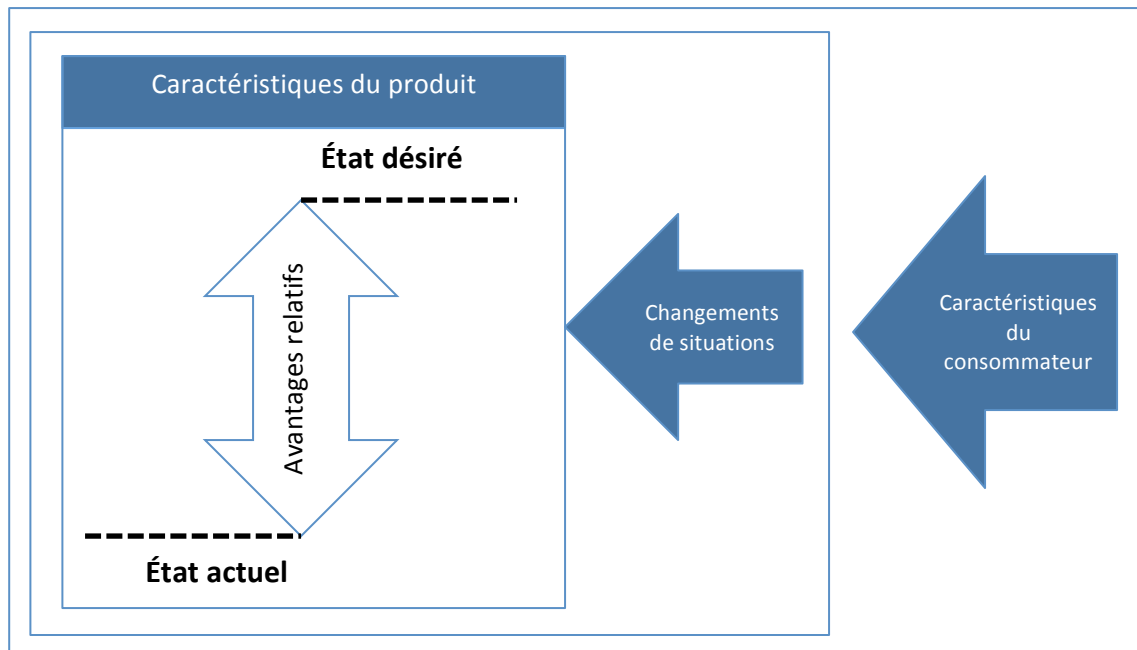 Caractéristiques du produit
État désiré
Avantages relatifs
État actuel
Changements
de situations
Caractéristiques
du
consommateur